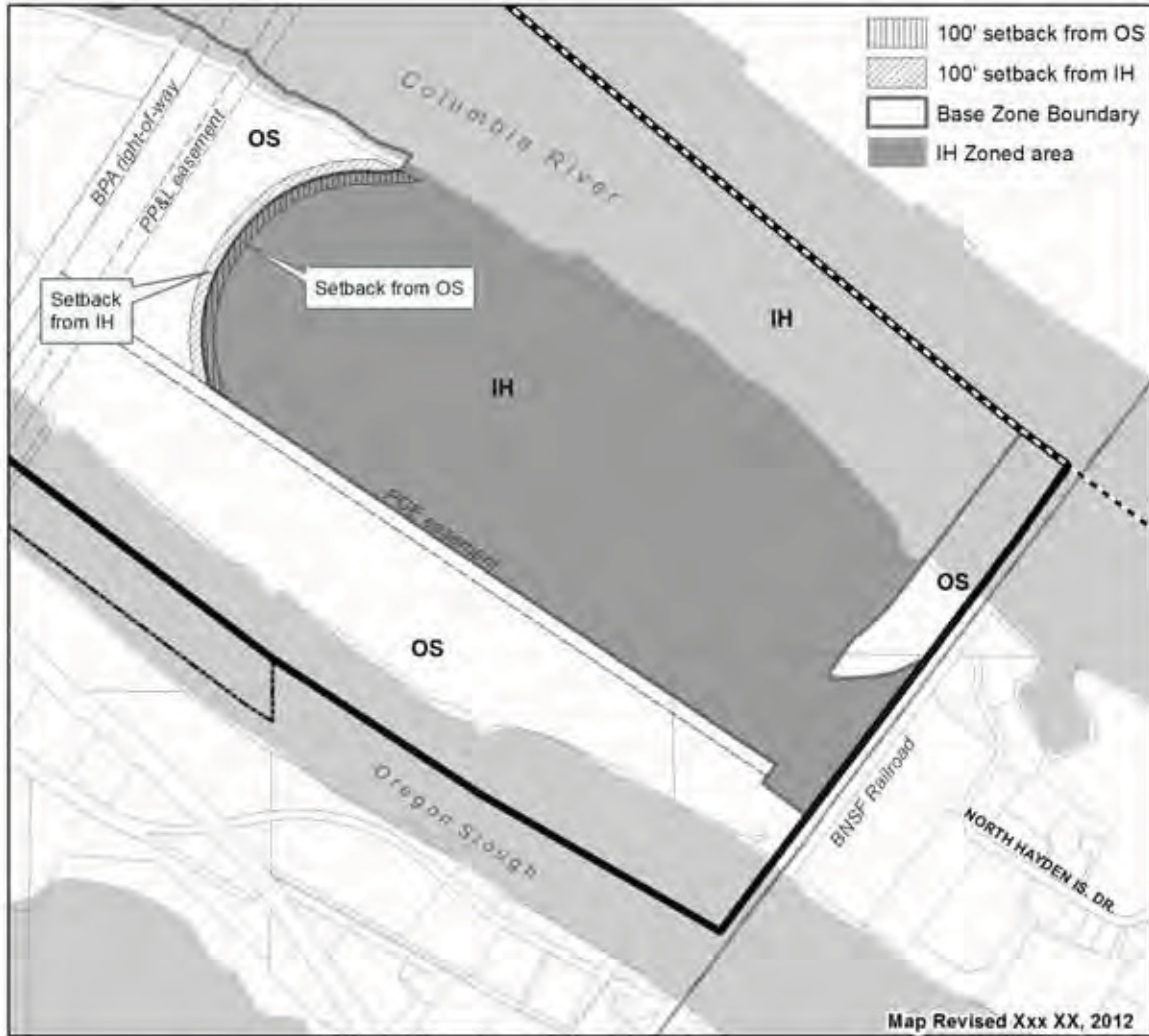 100' setback from OS
100' setback from IH
Base Zone Boundary
IH Zoned area
Columbia River
BPA right-of-way
PP&L easement
OS
Setback
from IH
Setback from OS
IH
IH
PGE easement
OS
OS
Oregon Slough
BNSF Railroad
NORTH HAYDEN IS. DR.
Map Revised Xxx XX, 2012